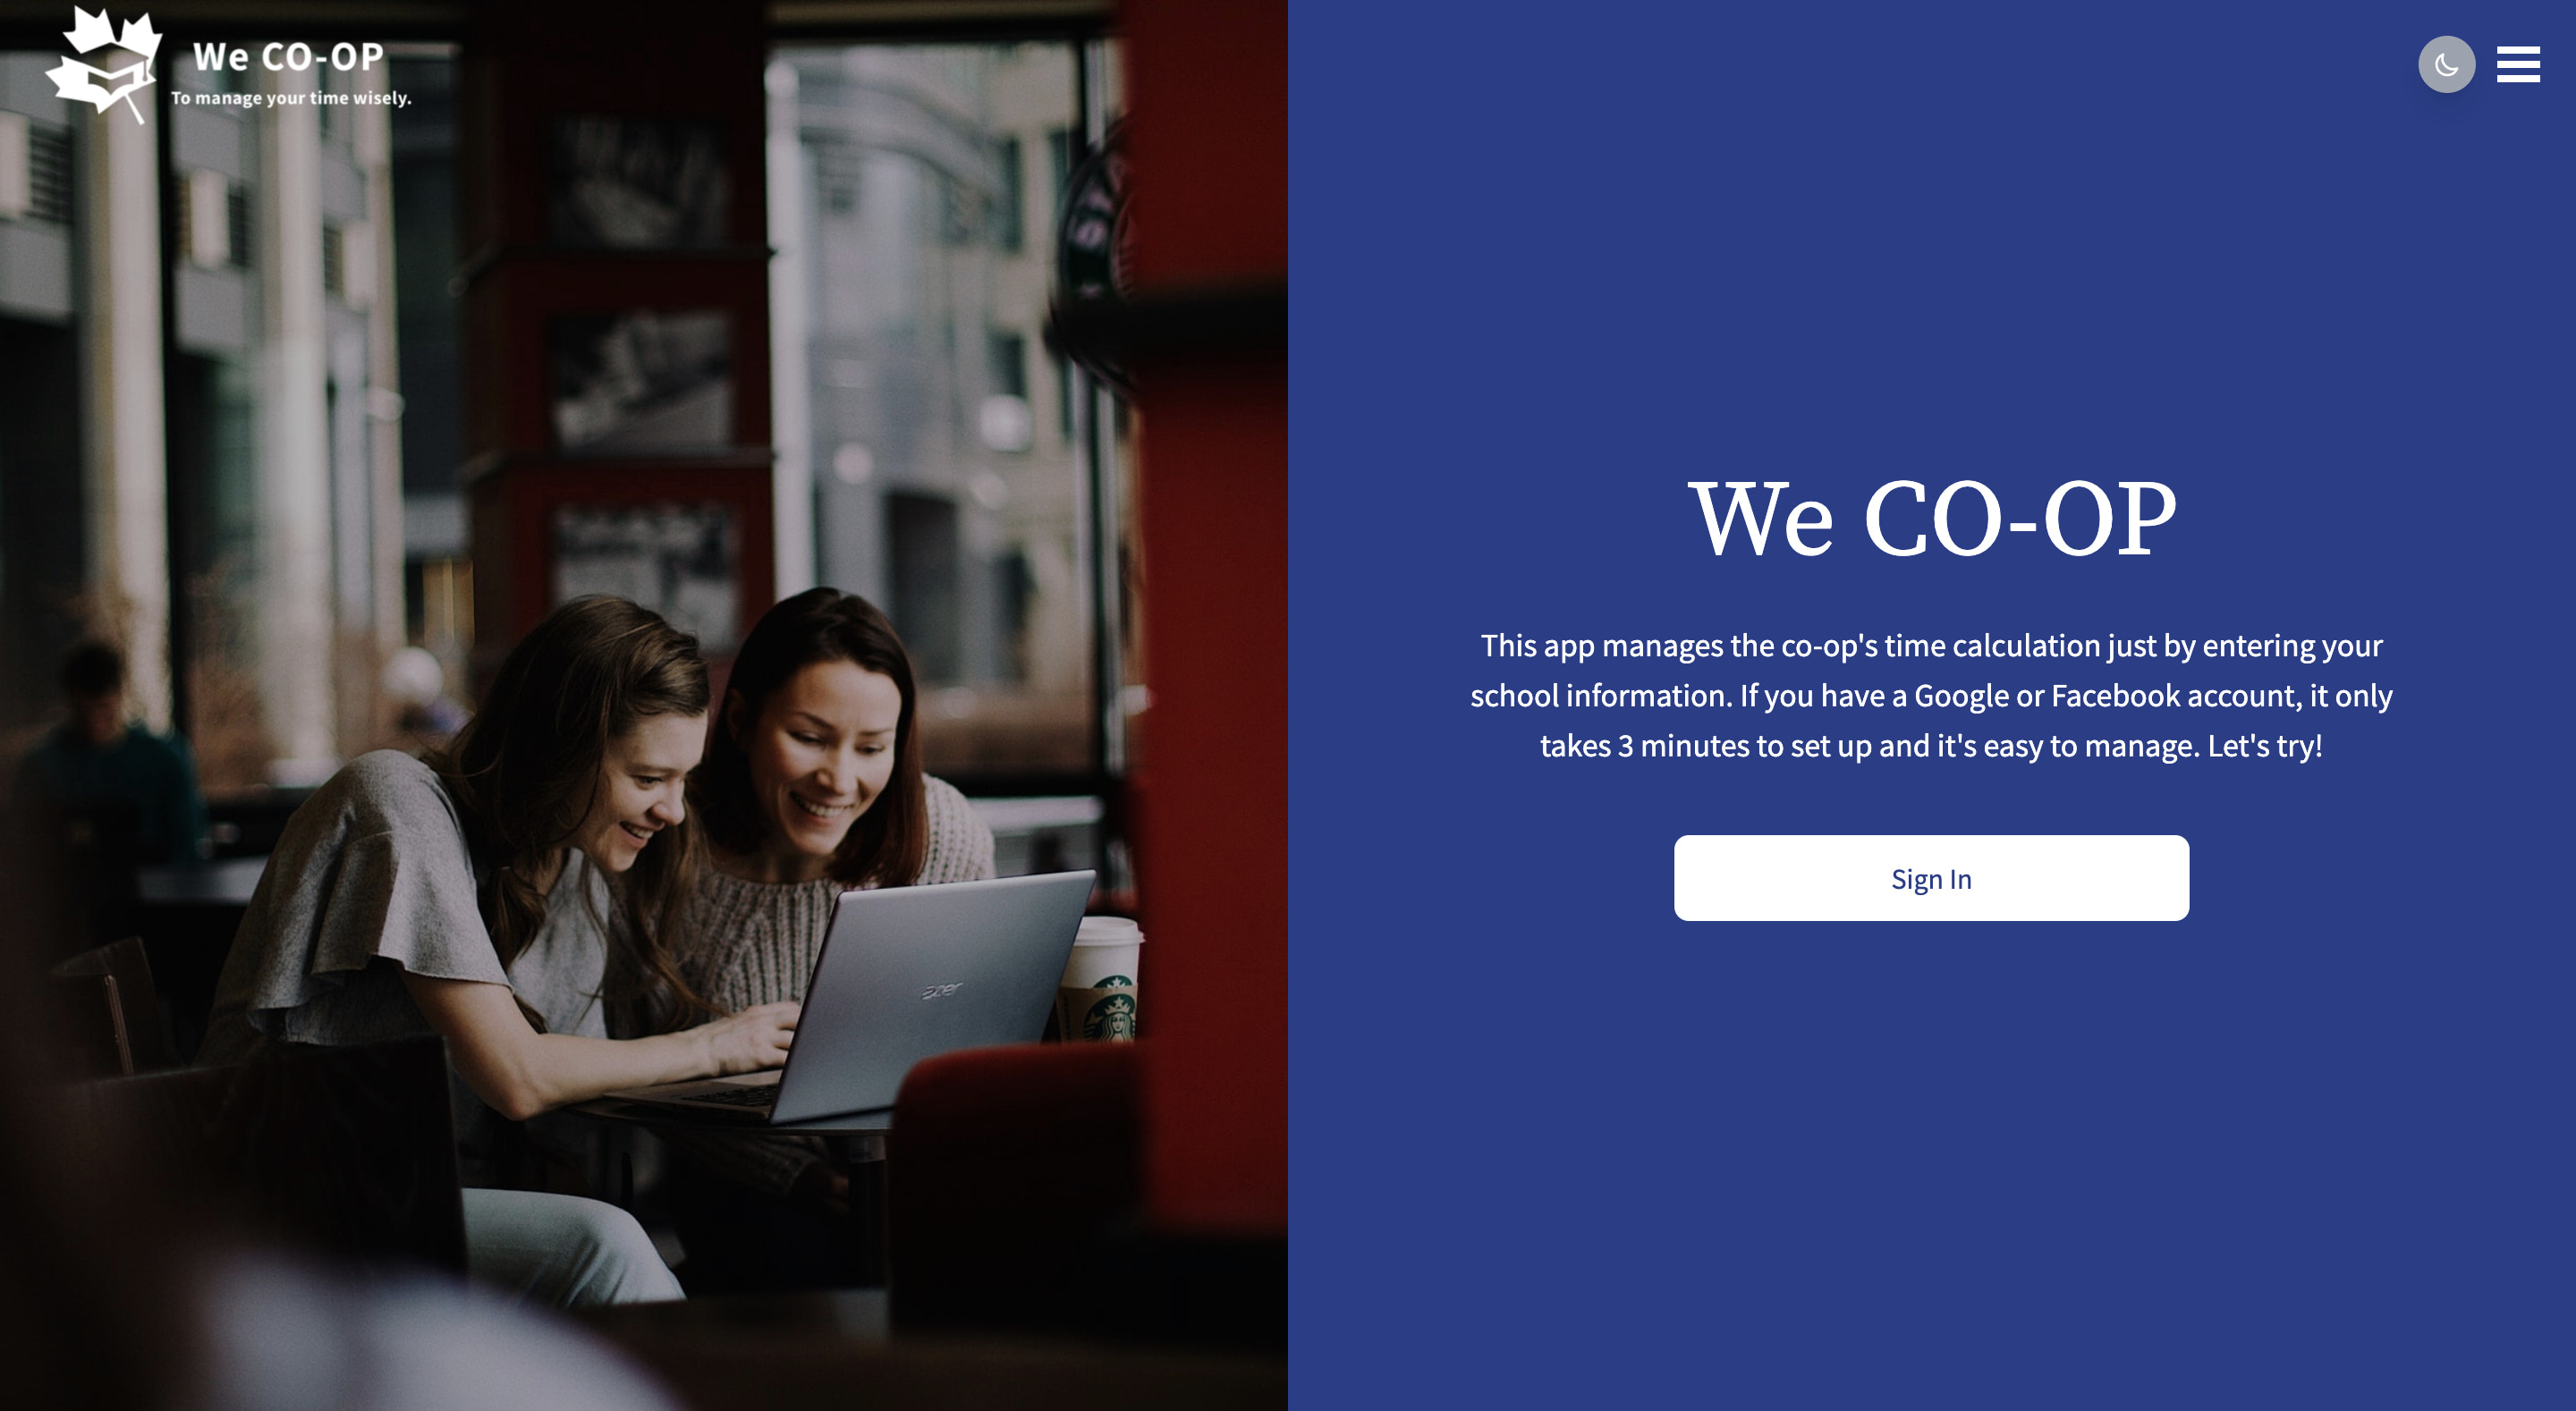 We CO-OP
To manage your time wisely.
acer
We CO-OP
This app manages the co-op's time calculation just by entering your
school information. If you have a Google or Facebook account, it only
takes 3 minutes to set up and it's easy to manage. Let's try!
Sign In